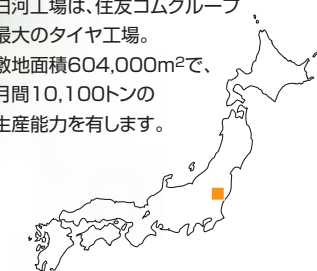 白河工場は、住友ゴムグループ
最大のタイヤ工場。
敷地面積604,000m²で、
月間10,100トンの
生産能力を有します。